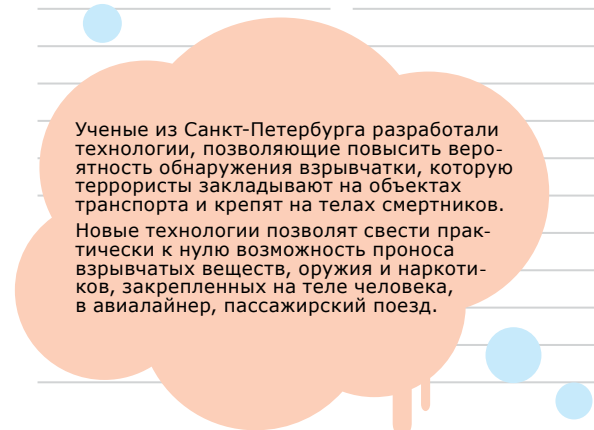 Ученые из Санкт-Петербурга разработали
технологии, позволяющие повысить веро-
ятность обнаружения взрывчатки, которую
террористы закладывают на объектах
транспорта и крепят на телах смертников.
Новые технологии позволят свести прак-
тически к нулю возможность проноса
взрывчатых веществ, оружия и наркоти-
ков, закрепленных на теле человека,
в авиалайнер, пассажирский поезд.